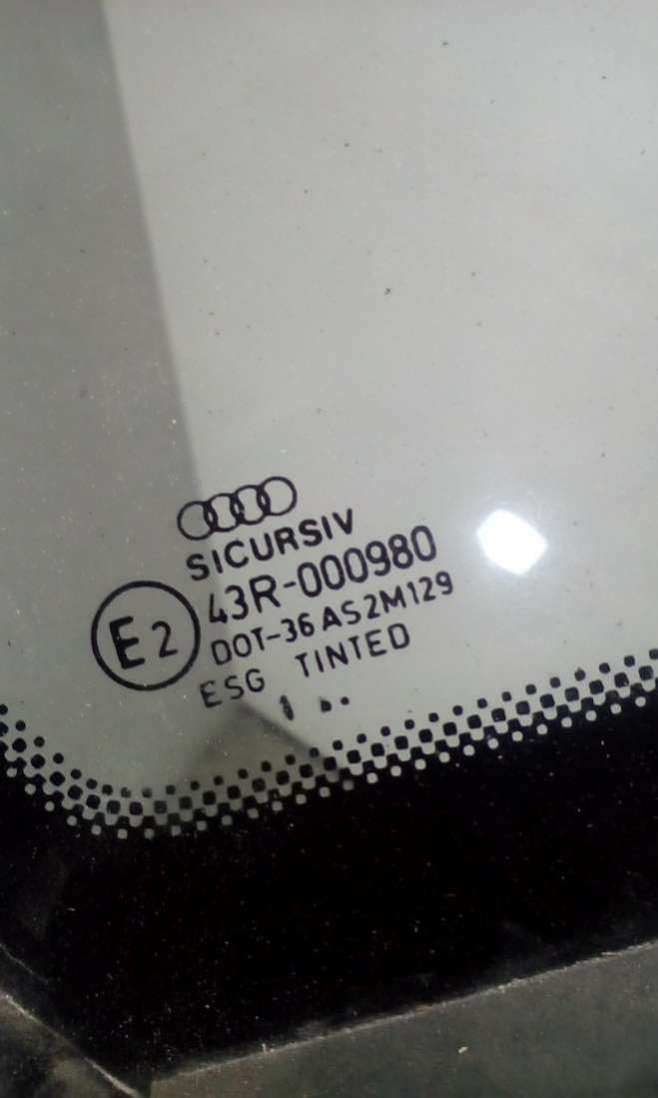 SICURSIV
43R-000980
E2
DOT-36 AS2M129
ESG TINTED